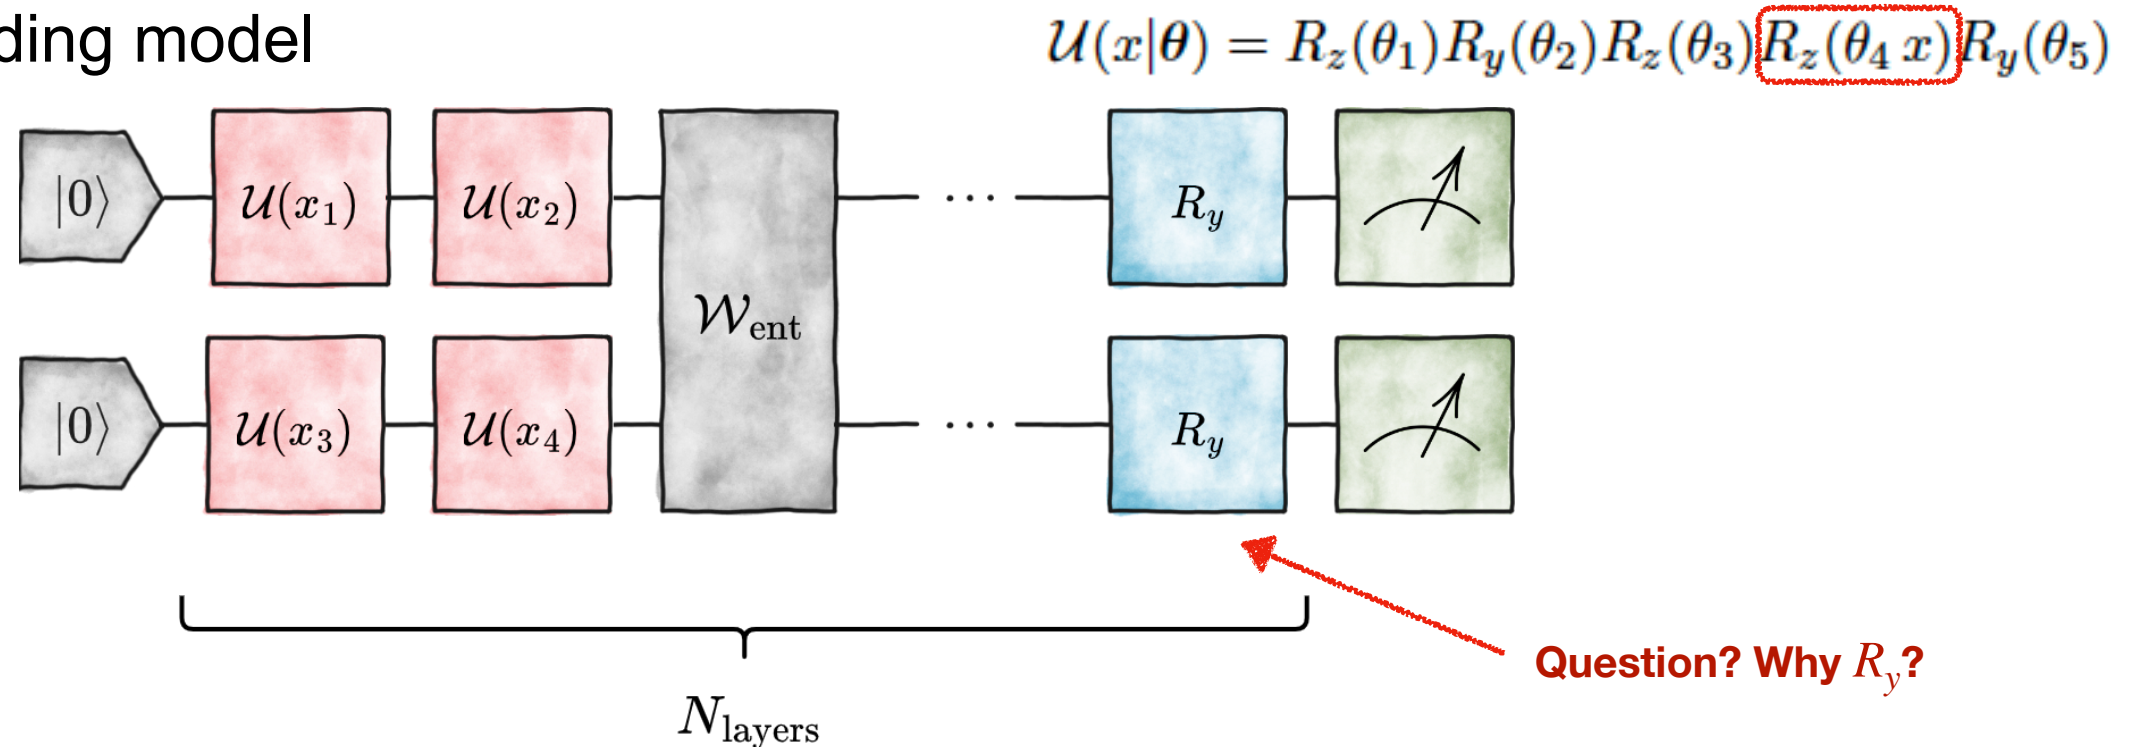 ding model
𝒰(x|θ) = R_z(θ_1)R_y(θ_2)R_z(θ_3)R_z(θ_4 x)R_y(θ_5)
|0⟩ 𝒰(x_1) 𝒰(x_2) ··· R_y
𝒲_ent
|0⟩ 𝒰(x_3) 𝒰(x_4) ··· R_y
Question? Why R_y?
N_layers